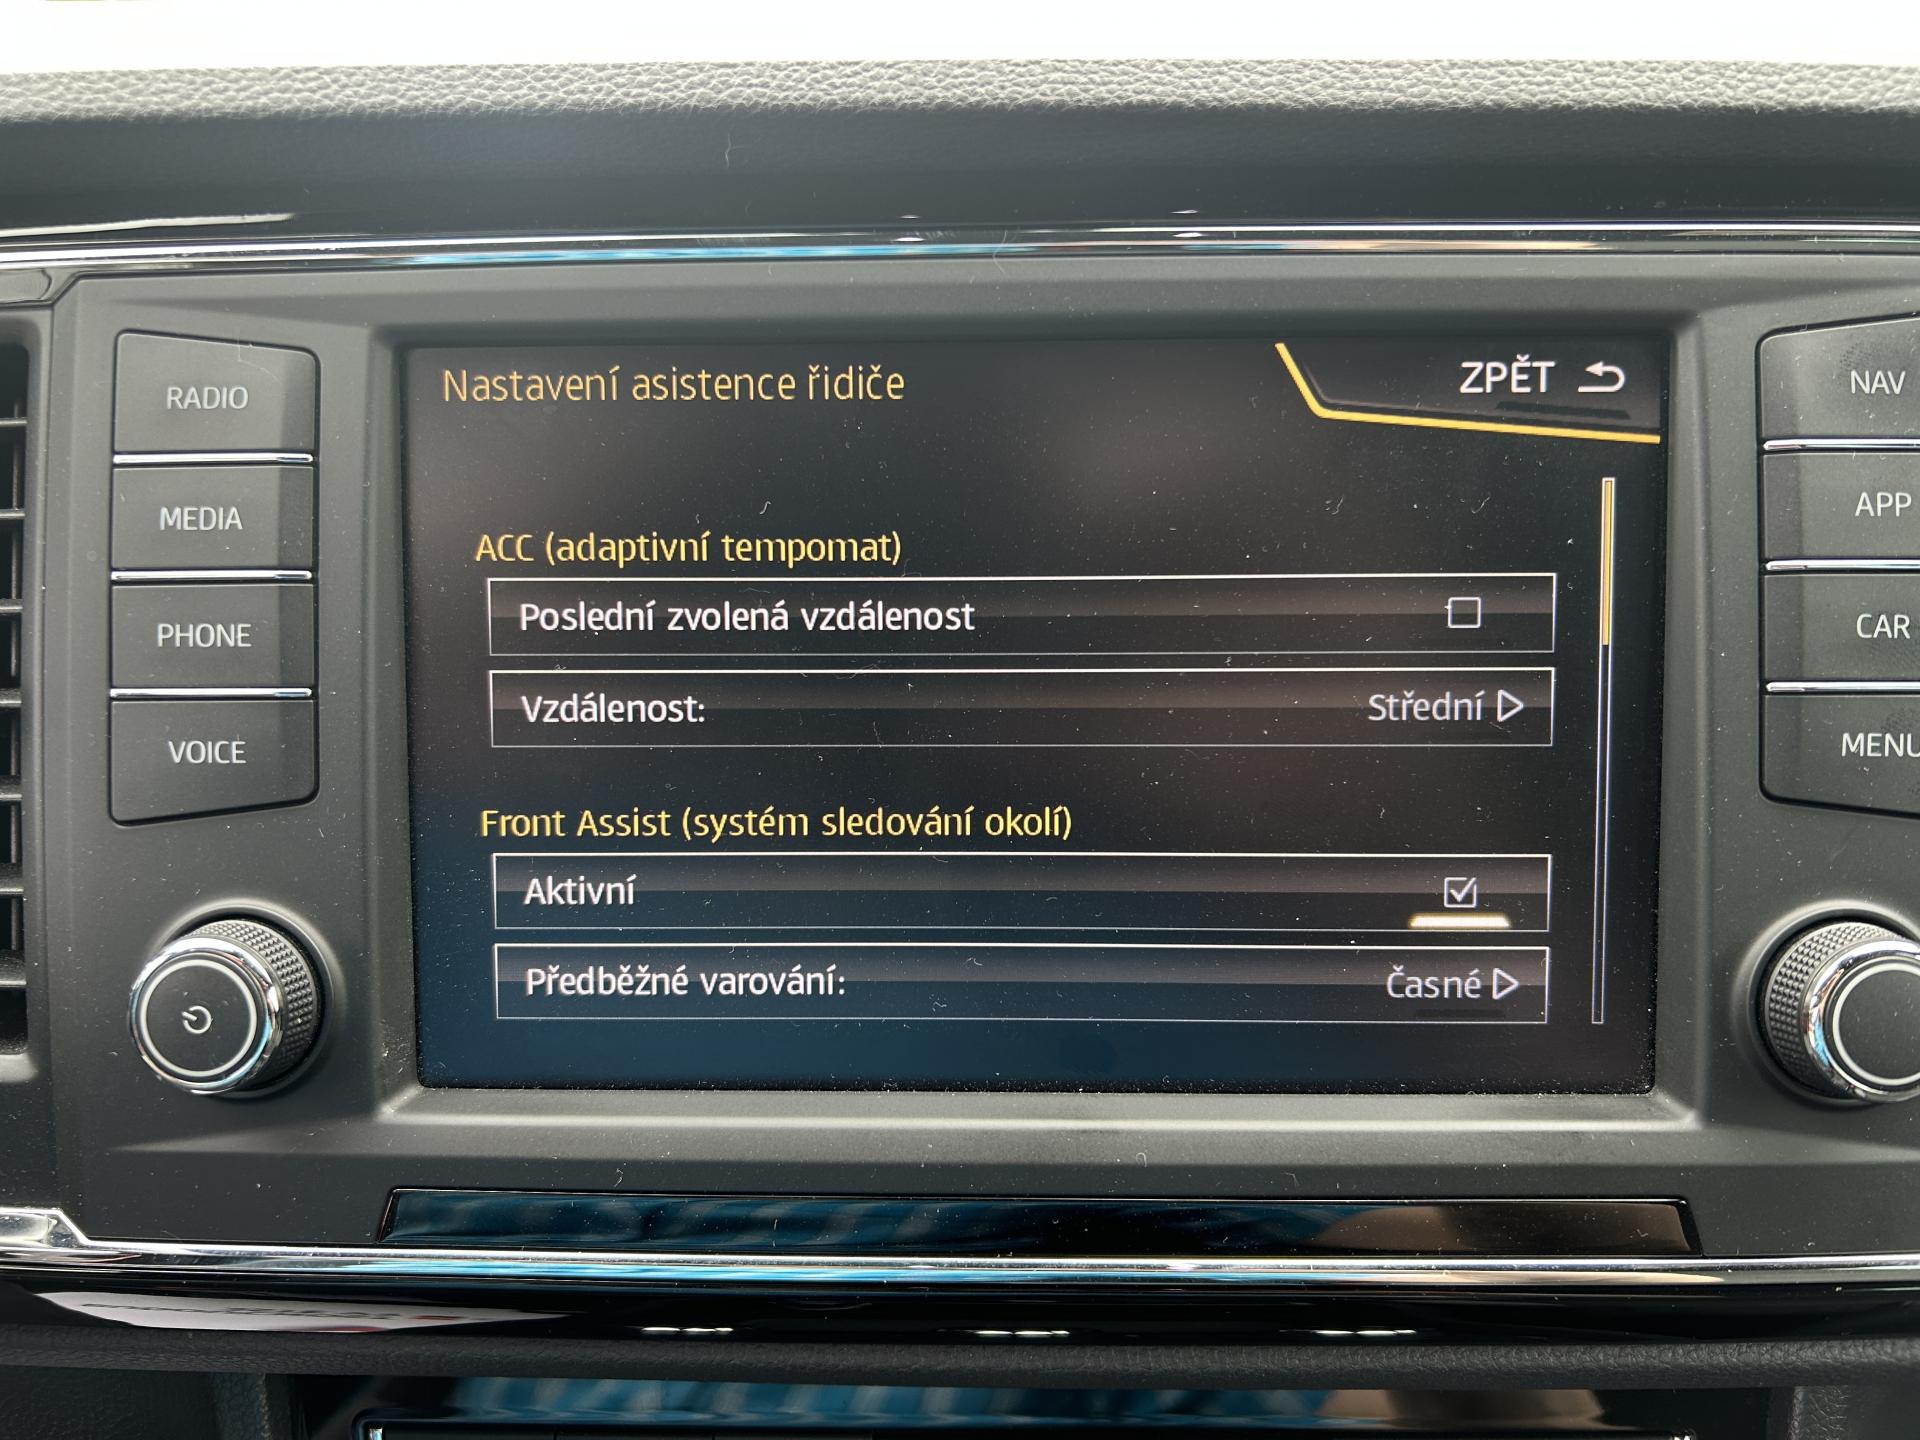 Nastavení asistence řidiče
ZPĚT
ACC (adaptivní tempomat)
Poslední zvolená vzdálenost
Vzdálenost: Střední
Front Assist (systém sledování okolí)
Aktivní
Předběžné varování: Časné
RADIO
MEDIA
PHONE
VOICE
NAV
APP
CAR
MENU